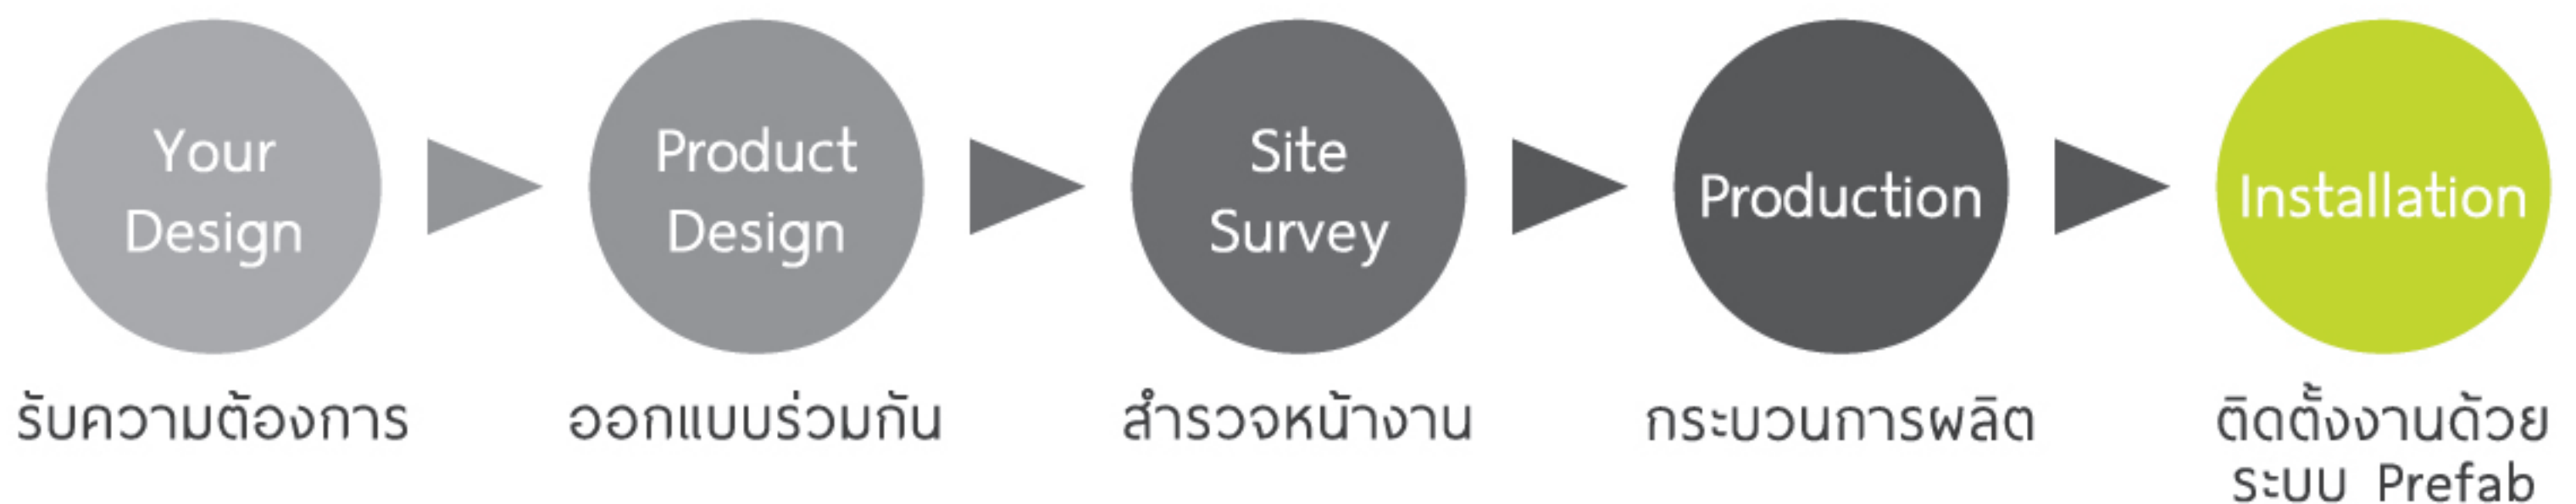 Your
Design
Product
Design
Site
Survey
Production
Installation
รับความต้องการ
ออกแบบร่วมกัน
สำรวจหน้างาน
กระบวนการผลิต
ติดตั้งงานด้วย
ระบบ Prefab